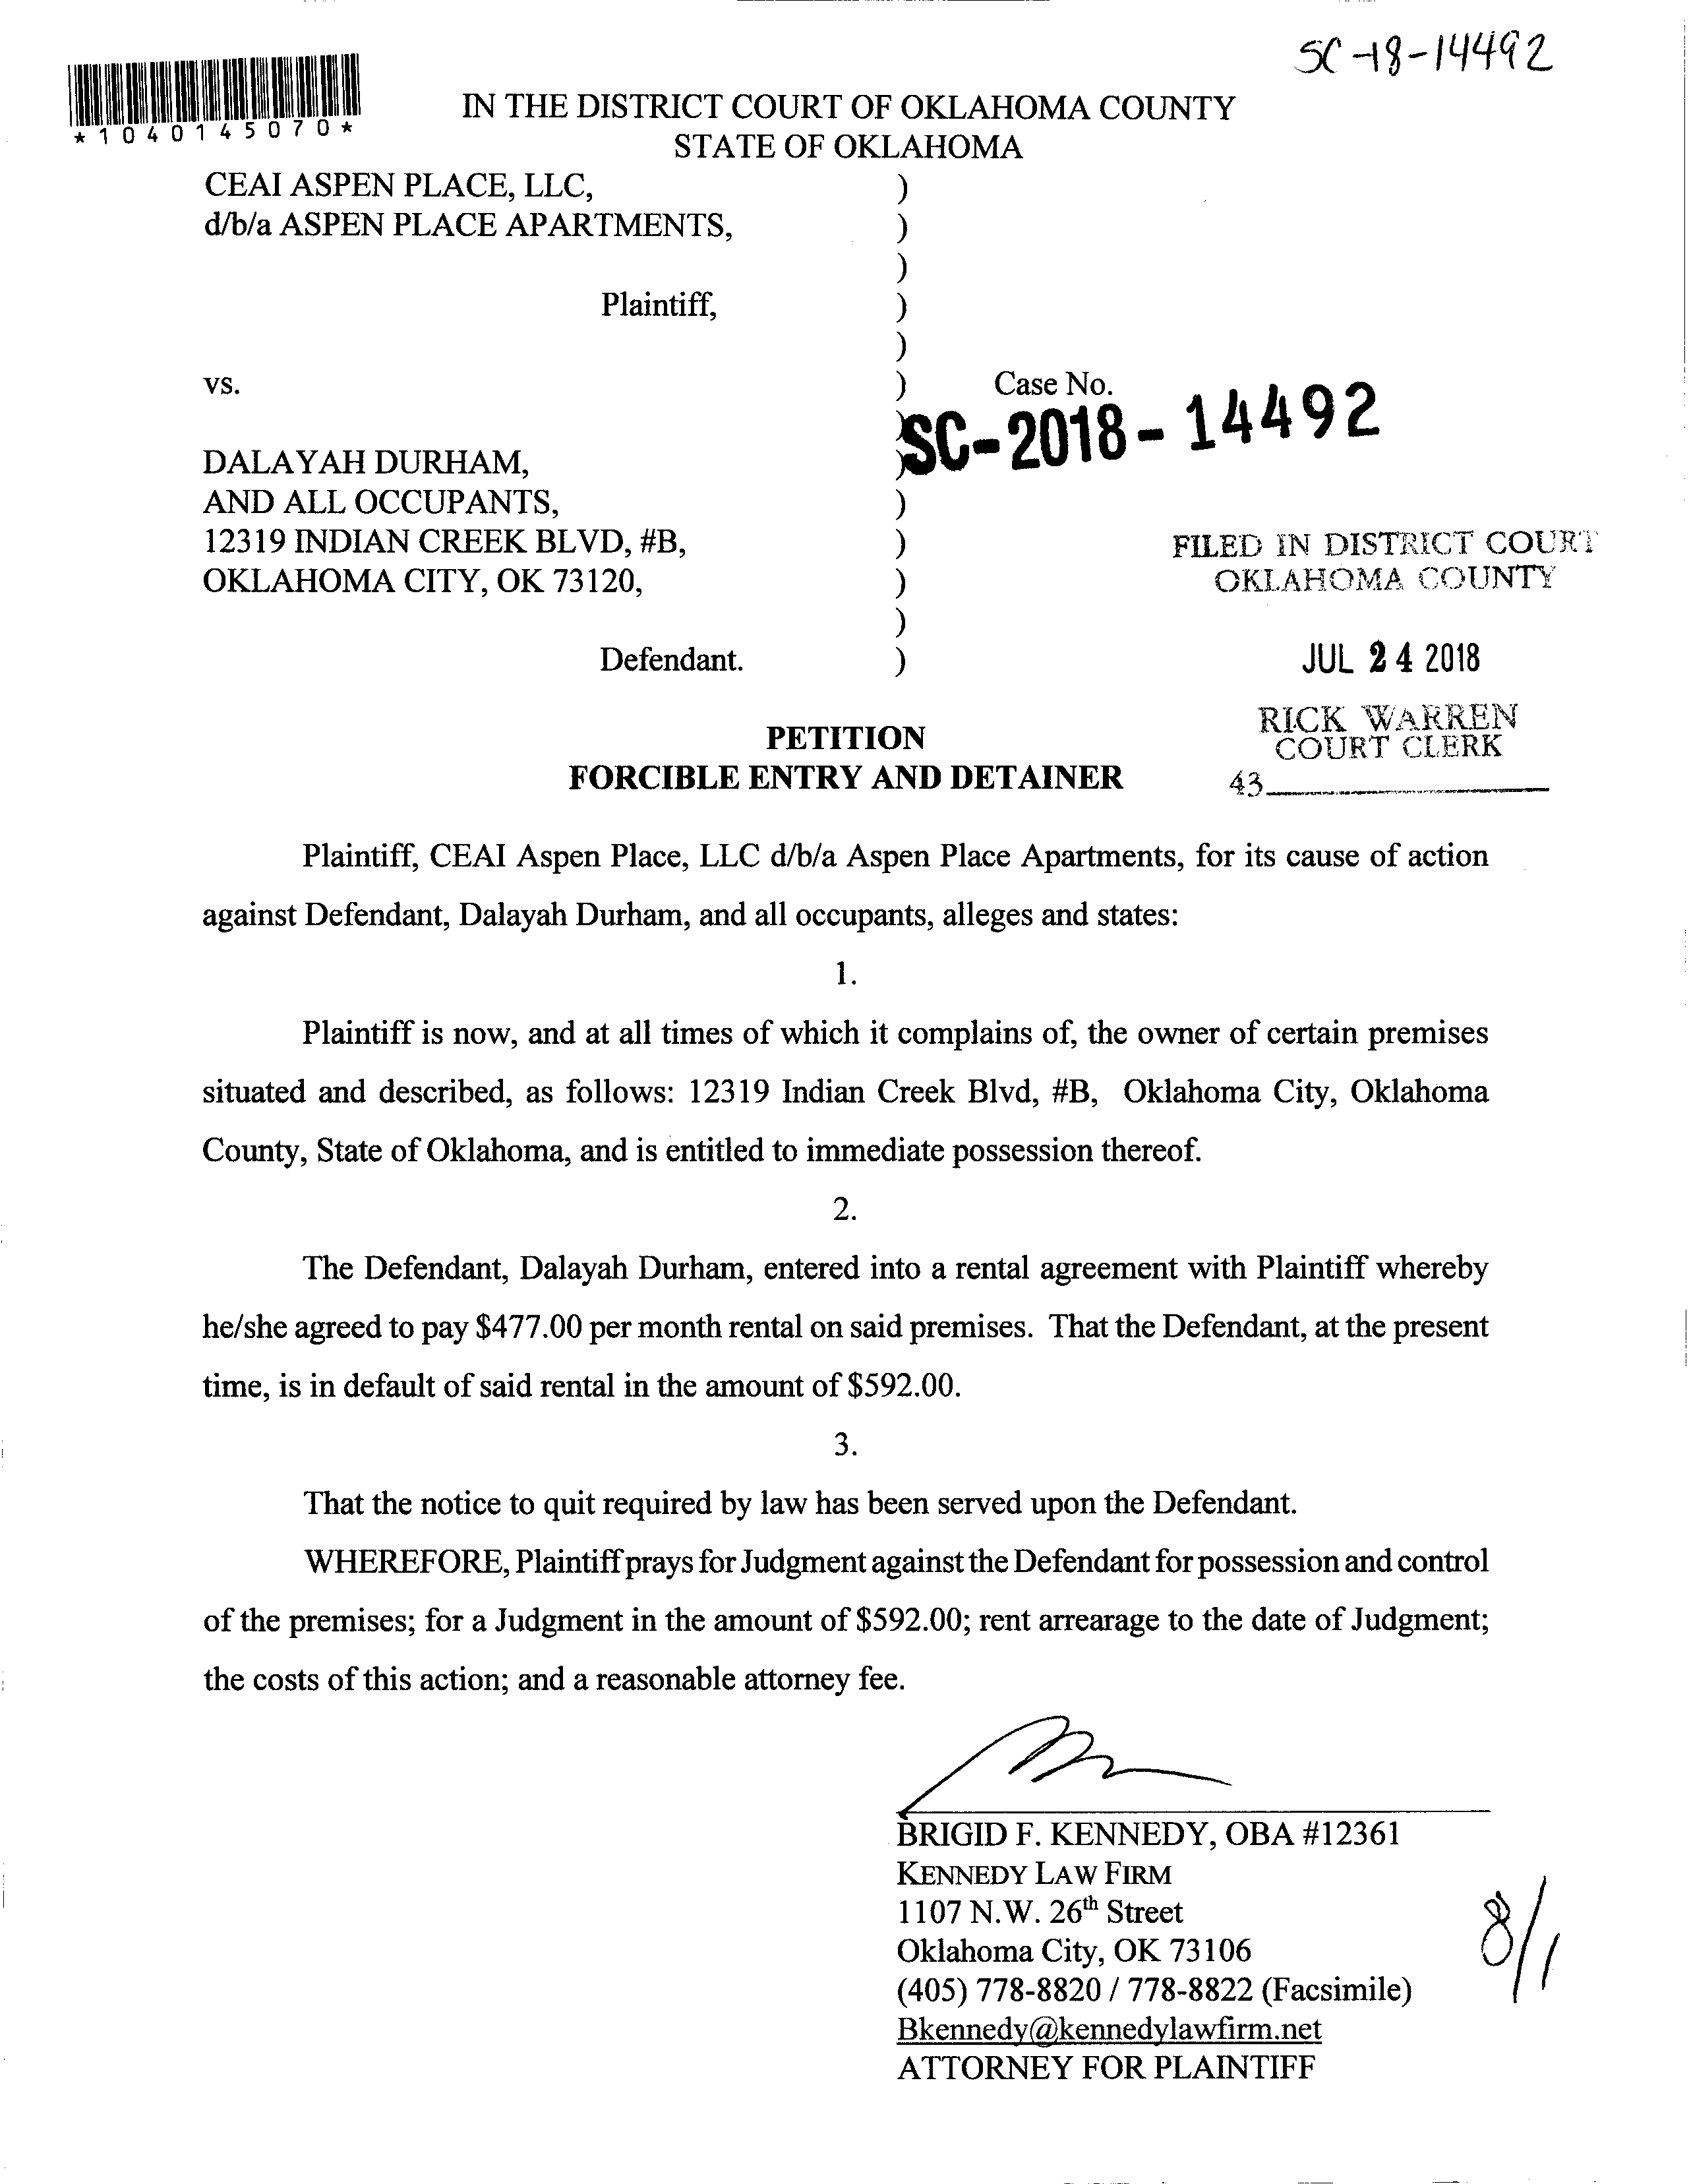 SC-18-14492
*1040145070*
IN THE DISTRICT COURT OF OKLAHOMA COUNTY
STATE OF OKLAHOMA
CEAI ASPEN PLACE, LLC, )
d/b/a ASPEN PLACE APARTMENTS, )
)
Plaintiff, )
)
vs. ) Case No.
) SC-2018-14492
DALAYAH DURHAM, )
AND ALL OCCUPANTS, )
12319 INDIAN CREEK BLVD, #B, ) FILED IN DISTRICT COURT
OKLAHOMA CITY, OK 73120, ) OKLAHOMA COUNTY
)
Defendant. ) JUL 24 2018
RICK WARREN
PETITION COURT CLERK
FORCIBLE ENTRY AND DETAINER 43
Plaintiff, CEAI Aspen Place, LLC d/b/a Aspen Place Apartments, for its cause of action
against Defendant, Dalayah Durham, and all occupants, alleges and states:
1.
Plaintiff is now, and at all times of which it complains of, the owner of certain premises
situated and described, as follows: 12319 Indian Creek Blvd, #B, Oklahoma City, Oklahoma
County, State of Oklahoma, and is entitled to immediate possession thereof.
2.
The Defendant, Dalayah Durham, entered into a rental agreement with Plaintiff whereby
he/she agreed to pay $477.00 per month rental on said premises. That the Defendant, at the present
time, is in default of said rental in the amount of $592.00.
3.
That the notice to quit required by law has been served upon the Defendant.
WHEREFORE, Plaintiff prays for Judgment against the Defendant for possession and control
of the premises; for a Judgment in the amount of $592.00; rent arrearage to the date of Judgment;
the costs of this action; and a reasonable attorney fee.
BRIGID F. KENNEDY, OBA #12361
KENNEDY LAW FIRM
1107 N.W. 26th Street
Oklahoma City, OK 73106
(405) 778-8820 / 778-8822 (Facsimile)
Bkennedy@kennedylawfirm.net
ATTORNEY FOR PLAINTIFF
8/1